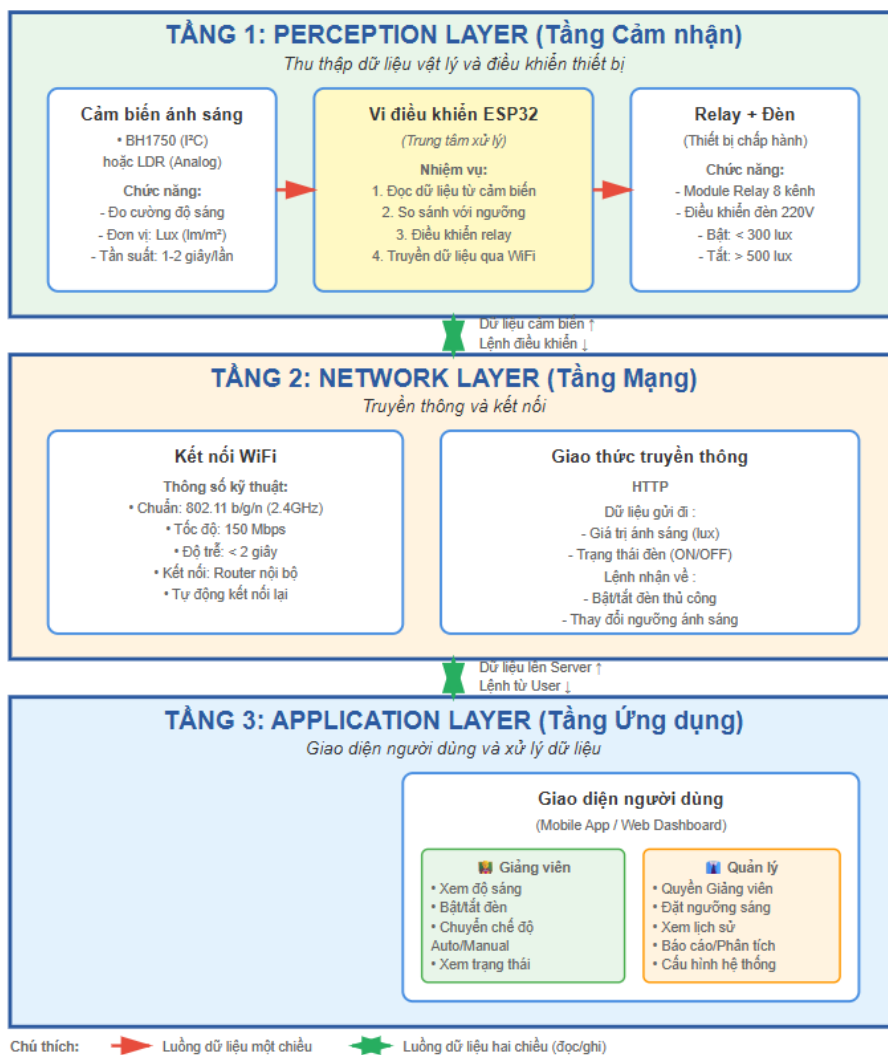 TẦNG 1: PERCEPTION LAYER (Tầng Cảm nhận)
Thu thập dữ liệu vật lý và điều khiển thiết bị
Cảm biến ánh sáng
• BH1750 (I²C)
hoặc LDR (Analog)
Chức năng:
- Đo cường độ sáng
- Đơn vị: Lux (lm/m²)
- Tần suất: 1-2 giây/lần
Vi điều khiển ESP32
(Trung tâm xử lý)
Nhiệm vụ:
1. Đọc dữ liệu từ cảm biến
2. So sánh với ngưỡng
3. Điều khiển relay
4. Truyền dữ liệu qua WiFi
Relay + Đèn
(Thiết bị chấp hành)
Chức năng:
- Module Relay 8 kênh
- Điều khiển đèn 220V
- Bật: < 300 lux
- Tắt: > 500 lux
Dữ liệu cảm biến ↑
Lệnh điều khiển ↓
TẦNG 2: NETWORK LAYER (Tầng Mạng)
Truyền thông và kết nối
Kết nối WiFi
Thông số kỹ thuật:
• Chuẩn: 802.11 b/g/n (2.4GHz)
• Tốc độ: 150 Mbps
• Độ trễ: < 2 giây
• Kết nối: Router nội bộ
• Tự động kết nối lại
Giao thức truyền thông
HTTP
Dữ liệu gửi đi :
- Giá trị ánh sáng (lux)
- Trạng thái đèn (ON/OFF)
Lệnh nhận về :
- Bật/tắt đèn thủ công
- Thay đổi ngưỡng ánh sáng
Dữ liệu lên Server ↑
Lệnh từ User ↓
TẦNG 3: APPLICATION LAYER (Tầng Ứng dụng)
Giao diện người dùng và xử lý dữ liệu
Giao diện người dùng
(Mobile App / Web Dashboard)
Giảng viên
• Xem độ sáng
• Bật/tắt đèn
• Chuyển chế độ
Auto/Manual
• Xem trạng thái
Quản lý
• Quyền Giảng viên
• Đặt ngưỡng sáng
• Xem lịch sử
• Báo cáo/Phân tích
• Cấu hình hệ thống
Chú thích: Luồng dữ liệu một chiều Luồng dữ liệu hai chiều (đọc/ghi)